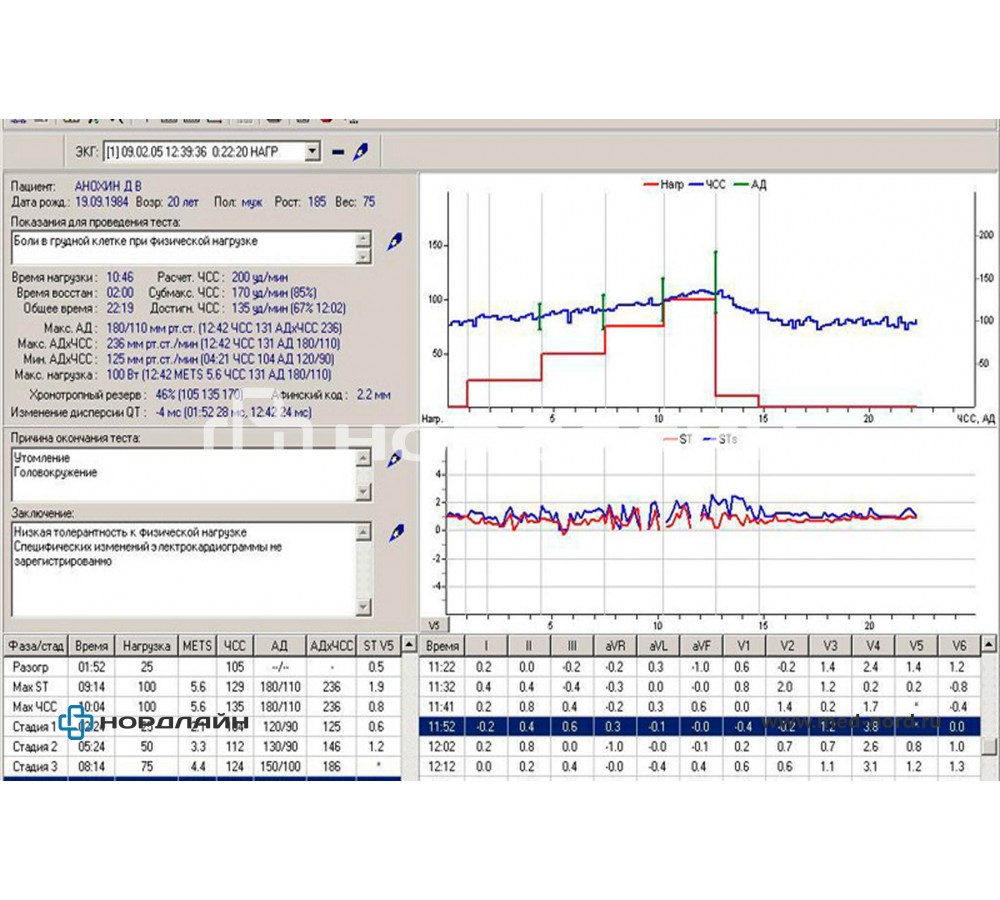 ЭКГ: [1] 09.02.05 12:39:36 0:22:20 НАГР
Пациент: АНОХИН Д В
Дата рожд.: 19.09.1984 Возр: 20 лет Пол: муж Рост: 185 Вес: 75
Показания для проведения теста:
Боли в грудной клетке при физической нагрузке
Время нагрузки : 10:46 Расчет. ЧСС : 200 уд/мин
Время восстан : 02:00 Субмакс. ЧСС : 170 уд/мин (85%)
Общее время : 22:19 Достигн. ЧСС : 135 уд/мин (67% 12:02)
Макс. АД : 180/110 мм рт.ст. (12:42 ЧСС 131 АДхЧСС 236)
Макс. АДхЧСС : 236 мм рт.ст./мин (12:42 ЧСС 131 АД 180/110)
Мин. АДхЧСС : 125 мм рт.ст./мин (04:21 ЧСС 104 АД 120/90)
Макс. нагрузка : 100 Вт (12:42 METS 5.6 ЧСС 131 АД 180/110)
Хронотропный резерв : 46% (105 135 170) Афинский код : 2.2 мм
Изменение дисперсии QT : -4 мс (01:52 28 мс, 12:42 24 мс)
Причина окончания теста:
Утомление
Головокружение
Заключение:
Низкая толерантность к физической нагрузке
Специфических изменений электрокардиограммы не
зарегистрированно
Нагр ЧСС АД
150
100
50
200
150
100
50
Нагр. 5 10 15 20 ЧСС, АД
ST STs
4
2
0
-2
-4
V5 5 10 15 20
Фаза/стад Время Нагрузка METS ЧСС АД АДхЧСС ST V5
Разогр 01:52 25 105 --/-- - 0.5
Max ST 09:14 100 5.6 129 180/110 236 1.9
Max ЧСС 10:04 100 5.6 135 180/110 236 0.8
Стадия 1 120/90 125 0.6
Стадия 2 05:24 50 3.3 112 130/90 146 1.2
Стадия 3 08:14 75 4.4 124 150/100 186 *
НОРДЛАЙН
Время I II III aVR aVL aVF V1 V2 V3 V4 V5 V6
11:22 0.2 0.0 -0.2 -0.2 0.3 -1.0 0.6 -0.2 1.4 2.4 1.4 1.2
11:32 0.4 0.4 -0.4 -0.3 0.0 -0.0 0.8 2.0 1.2 0.2 0.2 -0.8
11:41 0.2 0.8 0.4 -0.2 0.3 0.6 0.0 1.4 0.2 1.7 * -0.4
11:52 -0.2 0.4 0.6 0.3 -0.1 -0.0 -0.4 -0.2 1.2 3.8 0.0
12:02 0.2 0.8 0.0 -1.0 -0.0 -0.1 0.2 0.7 0.7 2.6 0.8 1.0
12:12 0.0 0.2 0.4 -0.0 -0.4 0.4 0.6 0.6 1.1 3.1 1.2 1.3